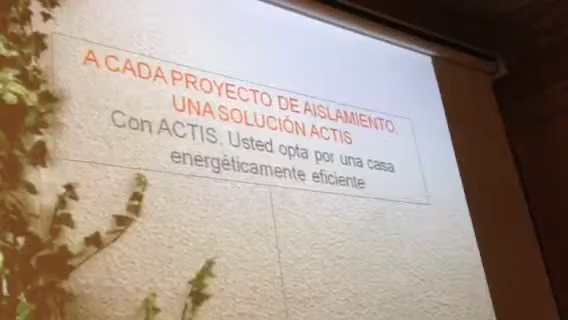 A CADA PROYECTO DE AISLAMIENTO,
UNA SOLUCIÓN ACTIS
Con ACTIS. Usted opta por una casa
energéticamente eficiente